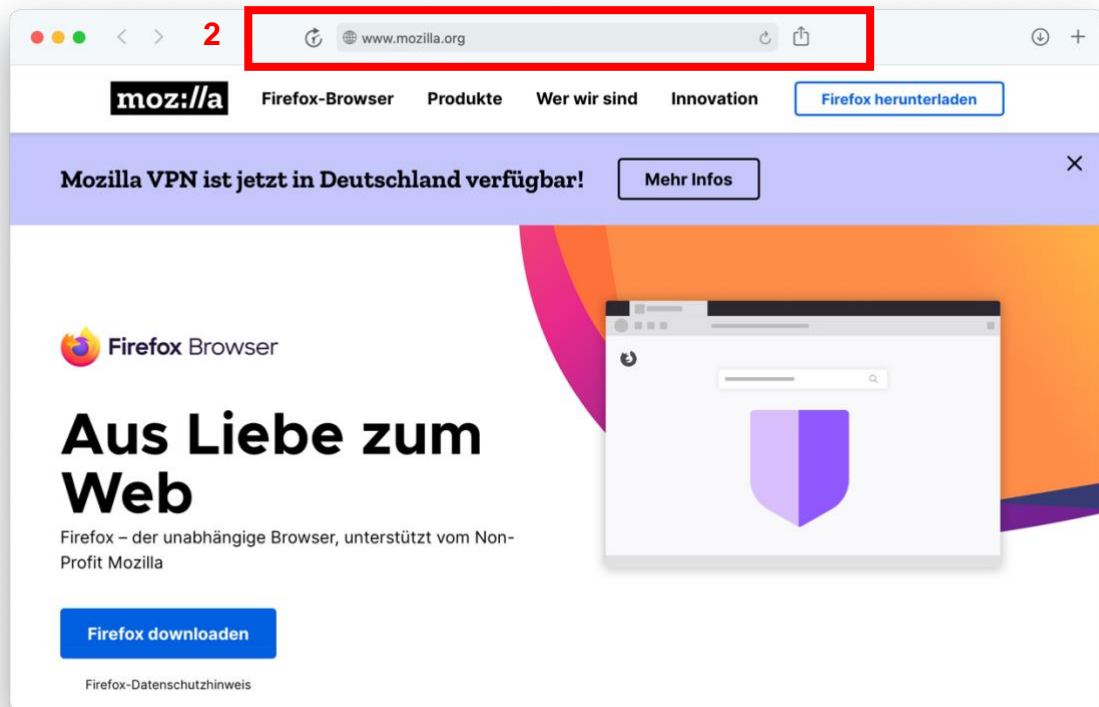 2
www.mozilla.org
moz://a Firefox-Browser Produkte Wer wir sind Innovation Firefox herunterladen
Mozilla VPN ist jetzt in Deutschland verfügbar! Mehr Infos
Firefox Browser
Aus Liebe zum
Web
Firefox – der unabhängige Browser, unterstützt vom Non-
Profit Mozilla
Firefox downloaden
Firefox-Datenschutzhinweis